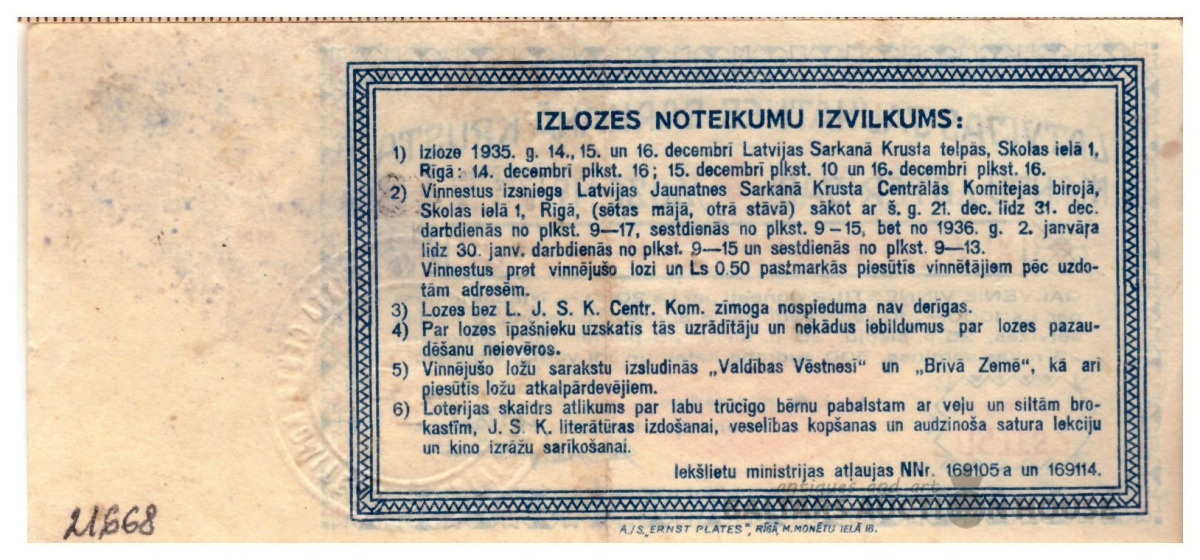 IZLOZES NOTEIKUMU IZVILKUMS:
1) Izloze 1935. g. 14., 15. un 16. decembrī Latvijas Sarkanā Krusta telpās, Skolas ielā 1,
Rīgā: 14. decembrī plkst. 16; 15. decembrī plkst. 10 un 16. decembrī plkst. 16.
2) Vinnestus izsniegs Latvijas Jaunatnes Sarkanā Krusta Centrālās Komitejas birojā,
Skolas ielā 1, Rīgā, (sētas mājā, otrā stāvā) sākot ar š. g. 21. dec. līdz 31. dec.
darbdienās no plkst. 9—17, sestdienās no plkst. 9–15, bet no 1936. g. 2. janvāŗa
līdz 30. janv. darbdienās no plkst. 9—15 un sestdienās no plkst. 9—13.
Vinnestus pret vinnējušo lozi un Ls 0.50 pastmarkās piesūtīs vinnētājiem pēc uzdo-
tām adresēm.
3) Lozes bez L. J. S. K. Centr. Kom. zīmoga nospieduma nav derīgas.
4) Par lozes īpašnieku uzskatīs tās uzrādītāju un nekādus iebildumus par lozes pazau-
dēšanu neievēros.
5) Vinnējušo ložu sarakstu izsludinās „Valdības Vēstnesī" un „Brīvā Zemē", kā arī
piesūtīs ložu atkalpārdevējiem.
6) Loterijas skaidrs atlikums par labu trūcīgo bērnu pabalstam ar veļu un siltām bro-
kastīm, J. S. K. literātūras izdošanai, veselības kopšanas un audzinoša satura lekciju
un kino izrāžu sarīkošanai.
Iekšlietu ministrijas atļaujas NNr. 169105 a un 169114.
antiques and art
A./S. „ERNST PLATES", RĪGĀ, M. MONĒTU IELĀ 18.
21,668